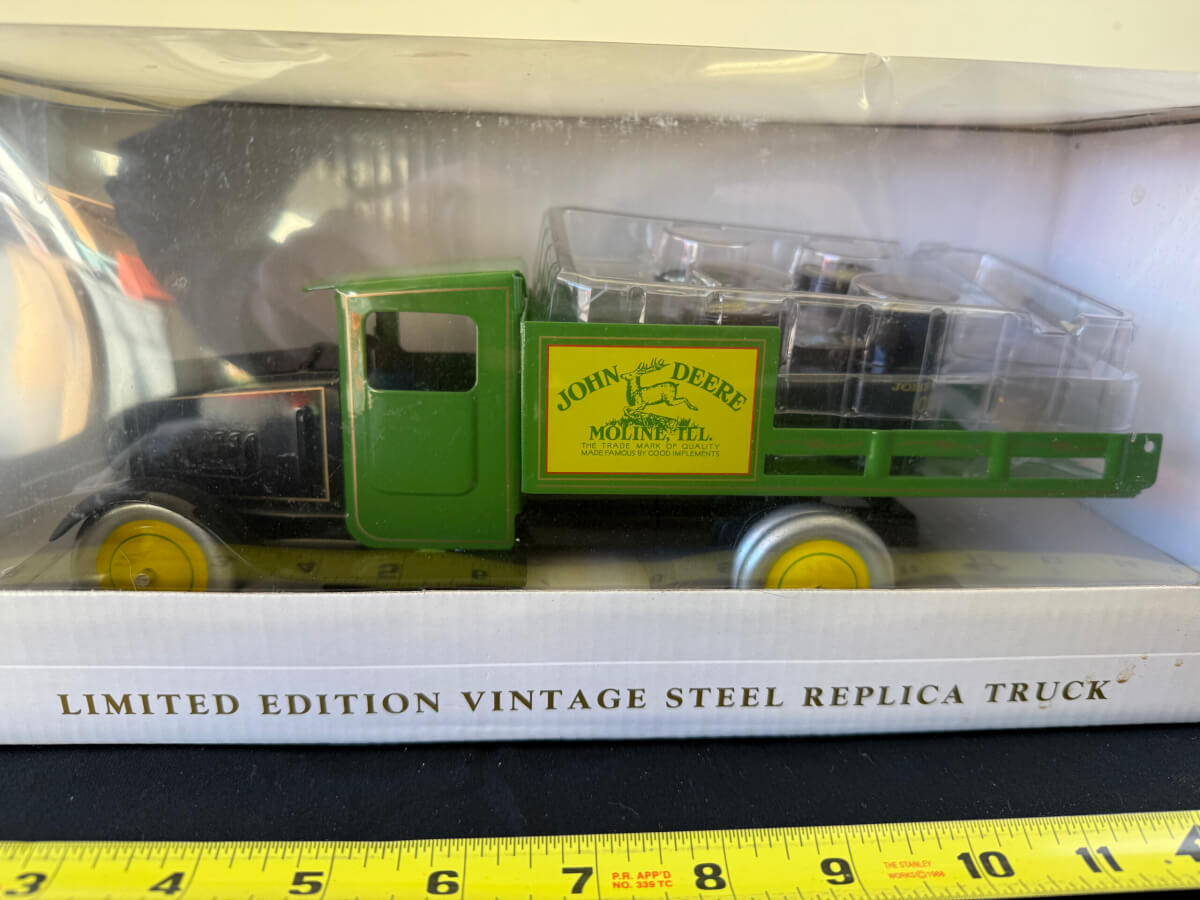 JOHN DEERE
MOLINE, ILL.
THE TRADE MARK OF QUALITY
MADE FAMOUS BY GOOD IMPLEMENTS
LIMITED EDITION VINTAGE STEEL REPLICA TRUCK
3 4 5 6 7 P.R. APP'D 8 9 THE STANLEY 10 11
NO. 339 TC WORKS©1988